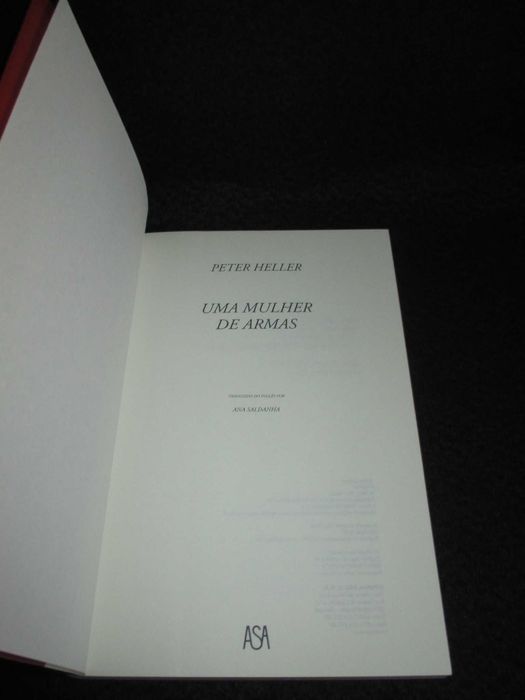 PETER HELLER
UMA MULHER
DE ARMAS
TRADUZIDO DO INGLÊS POR
ANA SALDANHA
ASA